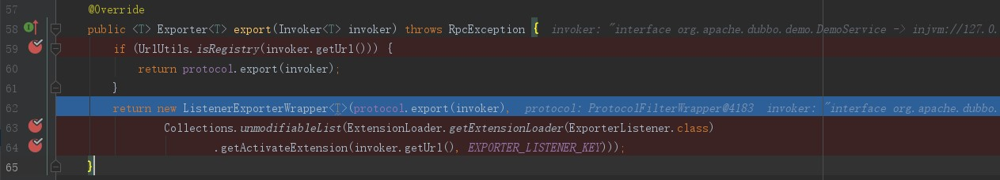 57 @Override
58 public <T> Exporter<T> export(Invoker<T> invoker) throws RpcException { invoker: "interface org.apache.dubbo.demo.DemoService -> injvm://127.0.
59 if (UrlUtils.isRegistry(invoker.getUrl())) {
60 return protocol.export(invoker);
61 }
62 return new ListenerExporterWrapper<T>(protocol.export(invoker), protocol: ProtocolFilterWrapper@4183 invoker: "interface org.apache.dubbo.
63 Collections.unmodifiableList(ExtensionLoader.getExtensionLoader(ExporterListener.class)
64 .getActivateExtension(invoker.getUrl(), EXPORTER_LISTENER_KEY)));
65 }